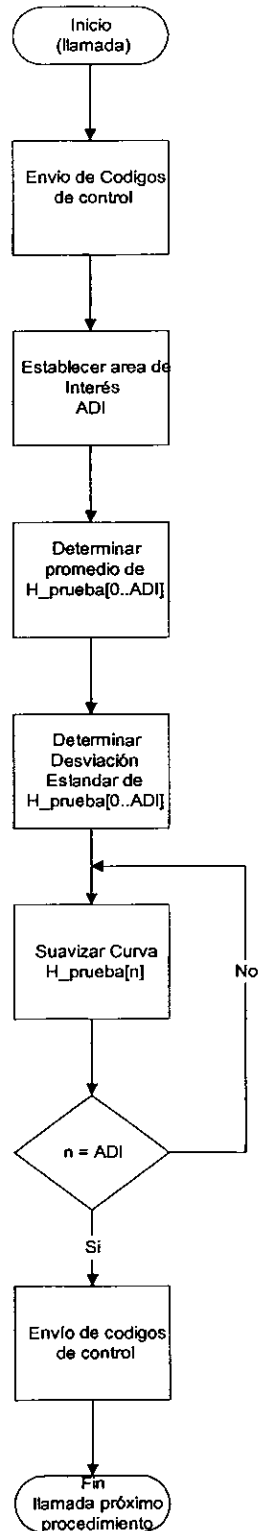 Inicio
(llamada)
Envío de Codígos
de control
Establecer area de
Interés
ADI
Determinar
promedio de
H_prueba[0..ADI]
Determinar
Desviación
Estandar de
H_prueba[0..ADI]
Suavizar Curva
H_prueba[n]
No
n = ADI
Si
Envío de codigos
de control
Fin
llamada próximo
procedimiento